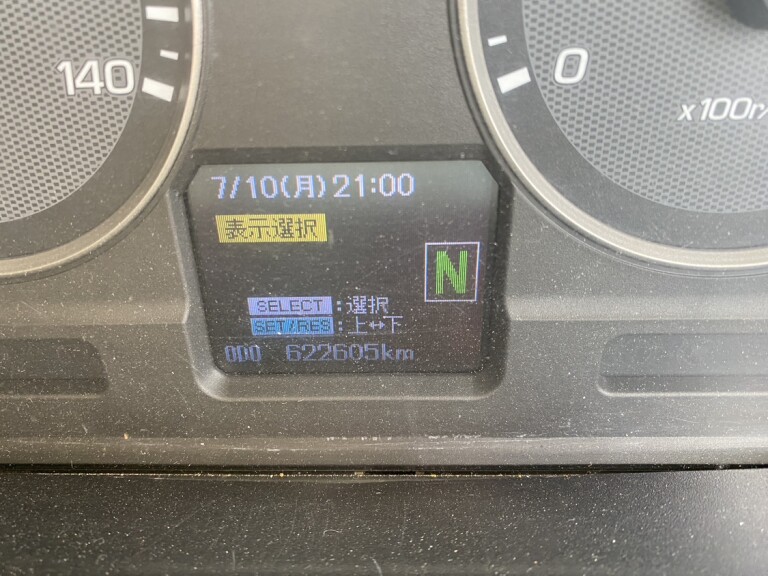 140
0
x100r/
7/10(月)21:00
表示選択
N
SELECT:選択
SET/RES:上↔下
ODO 622605km